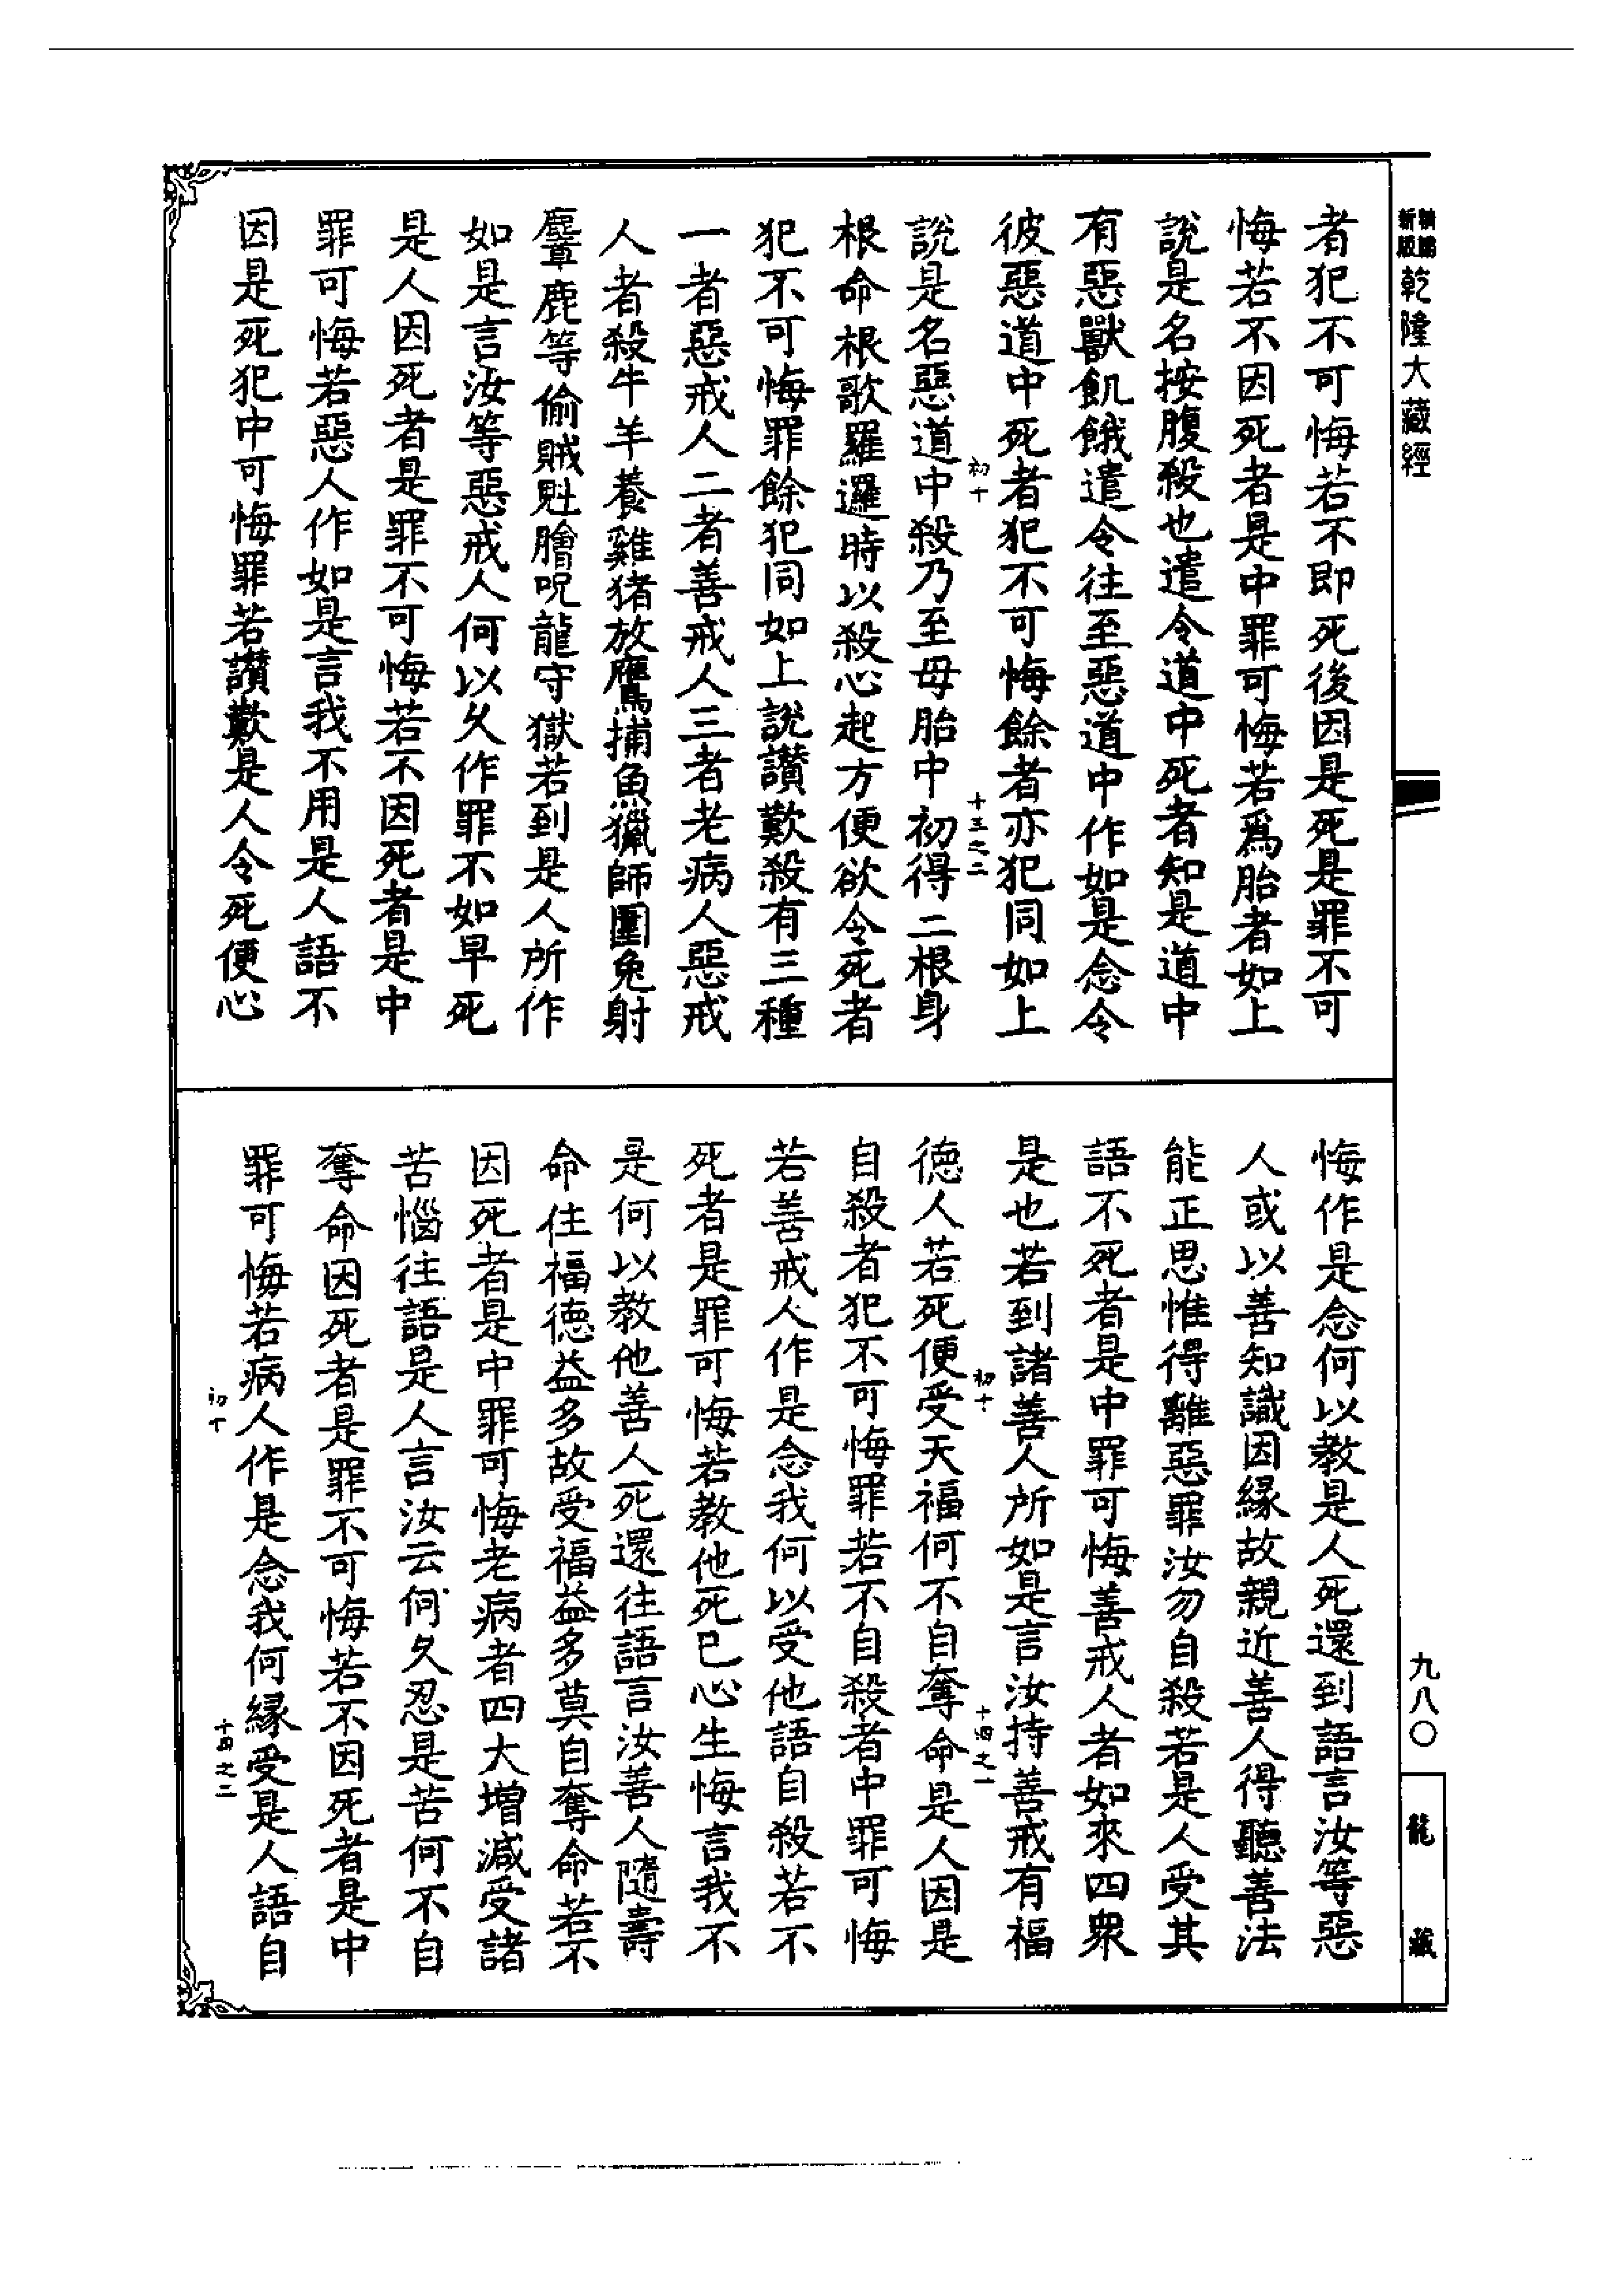 新版
精縮
乾隆大藏經
者犯不可悔若不即死後因是死是罪不可
悔若不因死者是中罪可悔若爲胎者如上
說是名按腹殺也遣令道中死者知是道中
有惡獸飢餓遣令往至惡道中作如是念令
彼惡道中死者犯不可悔餘者亦犯同如上
初十
十三之二
說是名惡道中殺乃至母胎中初得二根身
根命根歌羅邏時以殺心起方便欲令死者
犯不可悔罪餘犯同如上說讚歎殺有三種
一者惡戒人二者善戒人三者老病人惡戒
人者殺牛羊養雞猪放鷹捕魚獵師圍兔射
麞鹿等偷賊魁膾呪龍守獄若到是人所作
如是言汝等惡戒人何以久作罪不如早死
是人因死者是罪不可悔若不因死者是中
罪可悔若惡人作如是言我不用是人語不
因是死犯中可悔罪若讚歎是人令死便心
悔作是念何以教是人死還到語言汝等惡
人或以善知識因緣故親近善人得聽善法
能正思惟得離惡罪汝勿自殺若是人受其
語不死者是中罪可悔善戒人者如來四衆
是也若到諸善人所如是言汝持善戒有福
初十
十四之一
德人若死便受天福何不自奪命是人因是
自殺者犯不可悔罪若不自殺者中罪可悔
若善戒人作是念我何以受他語自殺若不
死者是罪可悔若教他死已心生悔言我不
是何以教他善人死還往語言汝善人隨壽
命住福德益多故受福益多莫自奪命若不
因死者是中罪可悔老病者四大增減受諸
苦惱往語是人言汝云何久忍是苦何不自
奪命因死者是罪不可悔若不因死者是中
罪可悔若病人作是念我何緣受是人語自
初十
十四之二
九八〇
龍藏